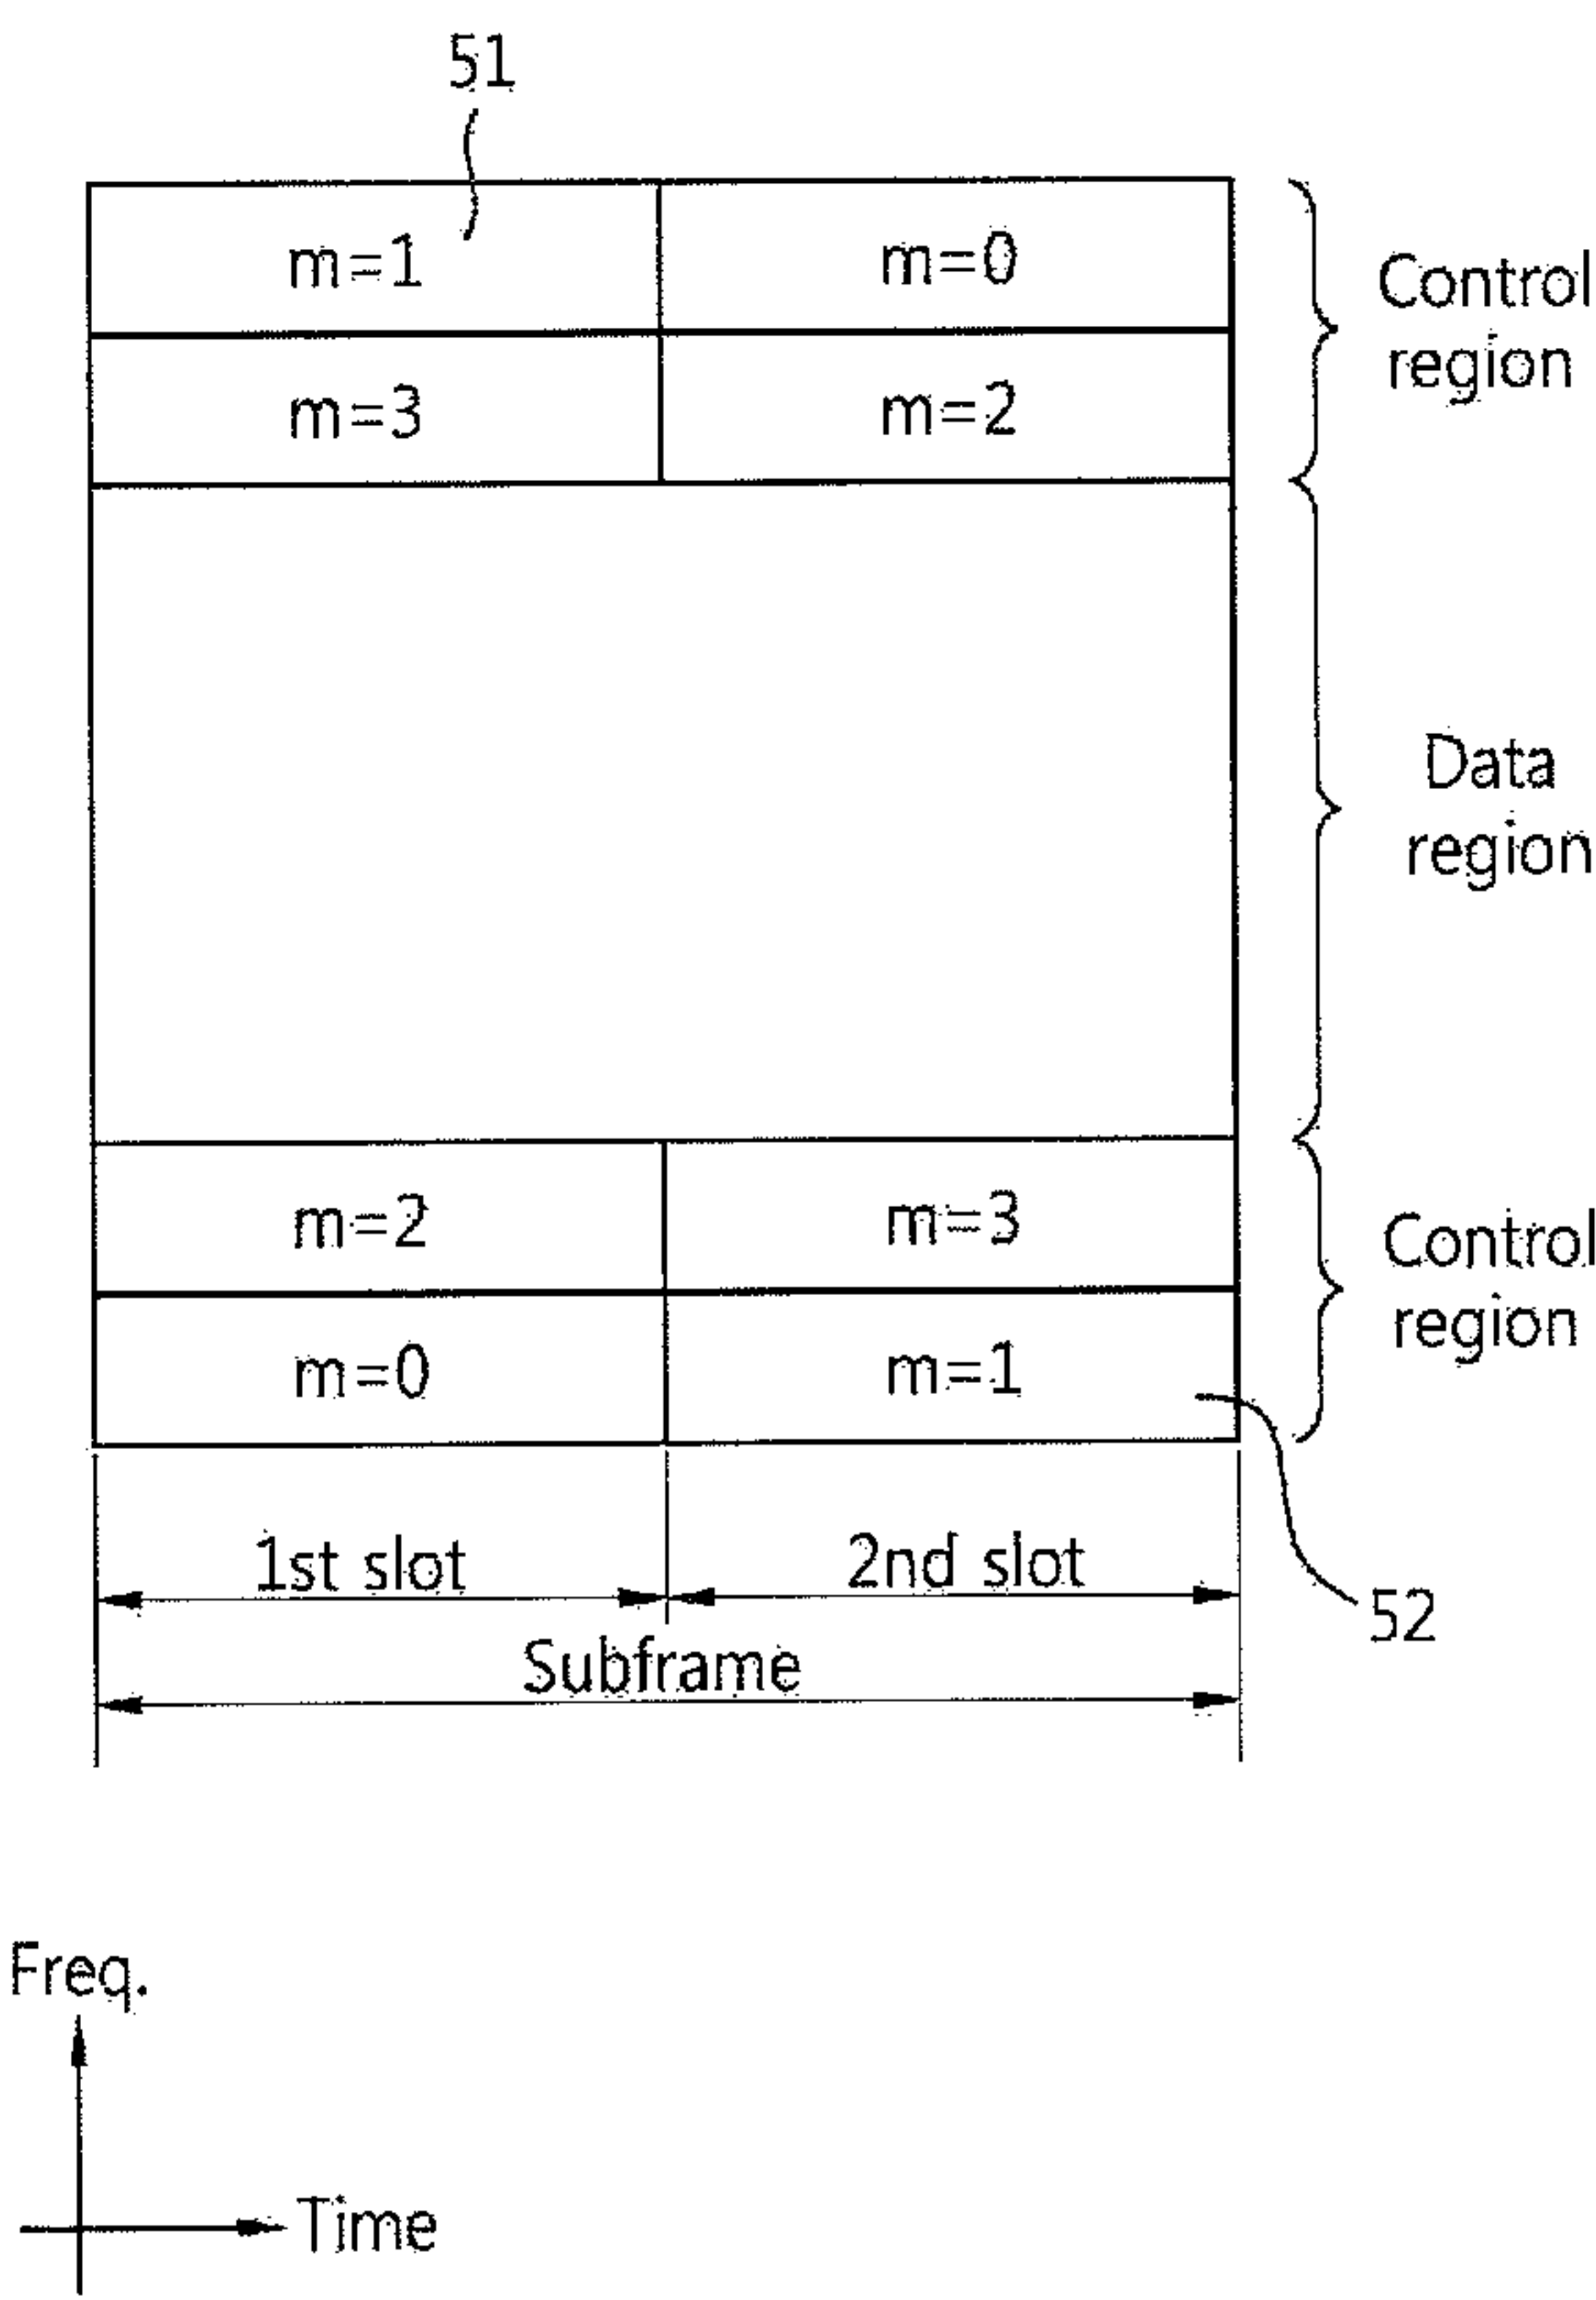 51
m=1
m=0
Control
region
m=3
m=2
Data
region
m=2
m=3
Control
region
m=0
m=1
1st slot
2nd slot
52
Subframe
Freq.
Time